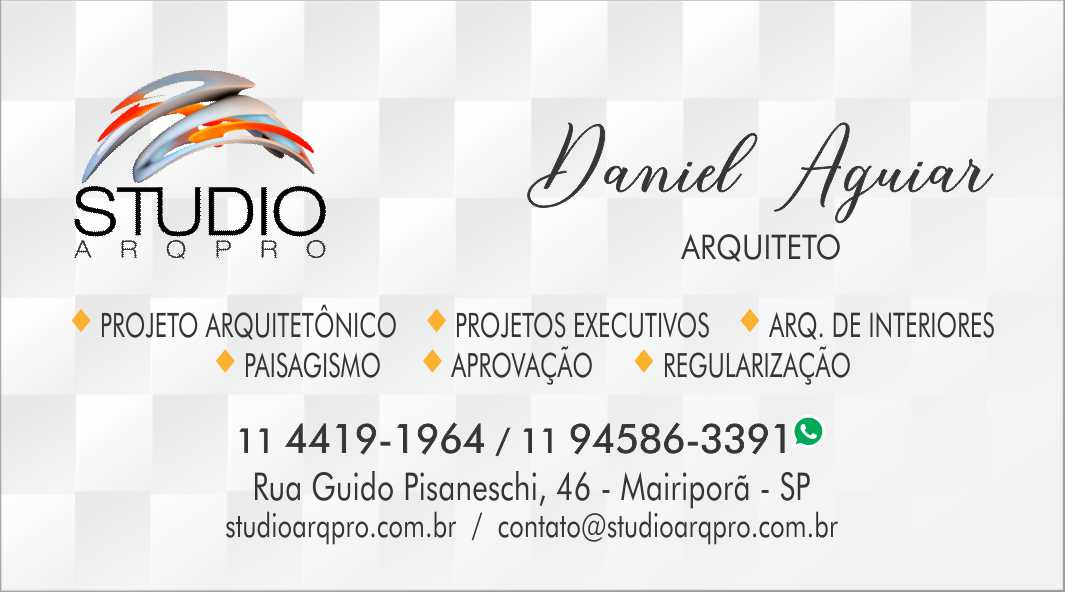 STUDIO
ARQPRO
Daniel Aguiar
ARQUITETO
♦ PROJETO ARQUITETÔNICO ♦ PROJETOS EXECUTIVOS ♦ ARQ. DE INTERIORES
♦ PAISAGISMO ♦ APROVAÇÃO ♦ REGULARIZAÇÃO
11 4419-1964 / 11 94586-3391
Rua Guido Pisaneschi, 46 - Mairiporã - SP
studioarqpro.com.br / contato@studioarqpro.com.br